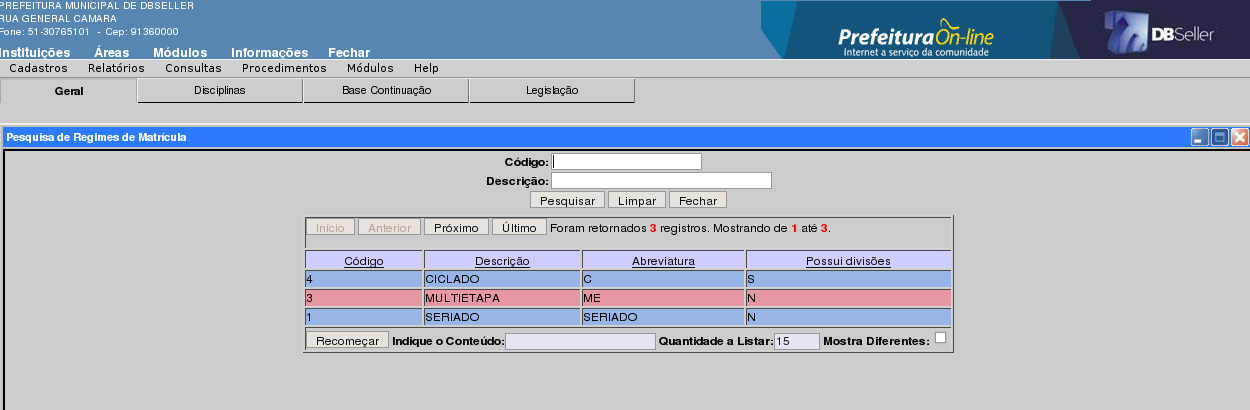 PREFEITURA MUNICIPAL DE DBSELLER
RUA GENERAL CAMARA
Fone: 51-30765101 - Cep: 91360000
Prefeitura On-line
Internet a serviço da comunidade
DBSeller
Instituições Áreas Módulos Informações Fechar
Cadastros Relatórios Consultas Procedimentos Módulos Help
Geral Disciplinas Base Continuação Legislação
Pesquisa de Regimes de Matrícula
Código:
Descrição:
Pesquisar Limpar Fechar
Início Anterior Próximo Último Foram retornados 3 registros. Mostrando de 1 até 3.
Código Descrição Abreviatura Possui divisões
4 CICLADO C S
3 MULTIETAPA ME N
1 SERIADO SERIADO N
Recomeçar Indique o Conteúdo: Quantidade a Listar: 15 Mostra Diferentes: